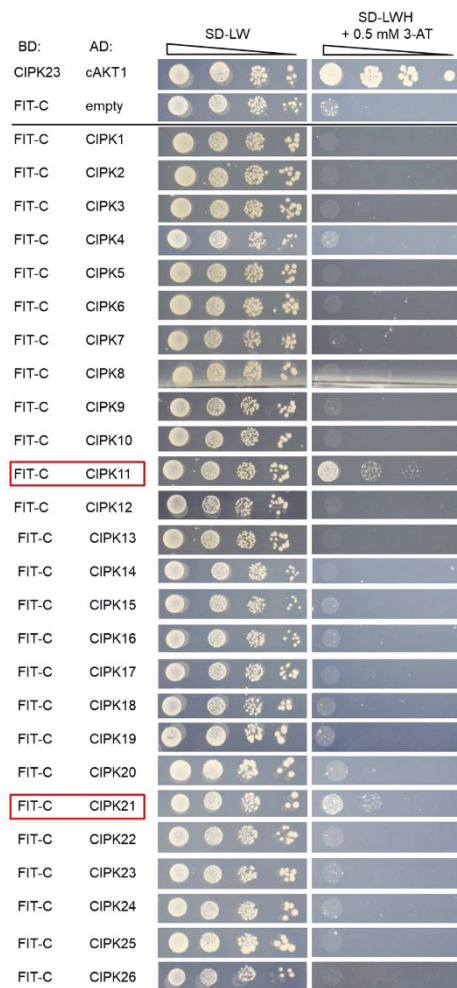 SD-LW
SD-LWH
+ 0.5 mM 3-AT
BD: AD:
CIPK23 cAKT1
FIT-C empty
FIT-C CIPK1
FIT-C CIPK2
FIT-C CIPK3
FIT-C CIPK4
FIT-C CIPK5
FIT-C CIPK6
FIT-C CIPK7
FIT-C CIPK8
FIT-C CIPK9
FIT-C CIPK10
FIT-C CIPK11
FIT-C CIPK12
FIT-C CIPK13
FIT-C CIPK14
FIT-C CIPK15
FIT-C CIPK16
FIT-C CIPK17
FIT-C CIPK18
FIT-C CIPK19
FIT-C CIPK20
FIT-C CIPK21
FIT-C CIPK22
FIT-C CIPK23
FIT-C CIPK24
FIT-C CIPK25
FIT-C CIPK26